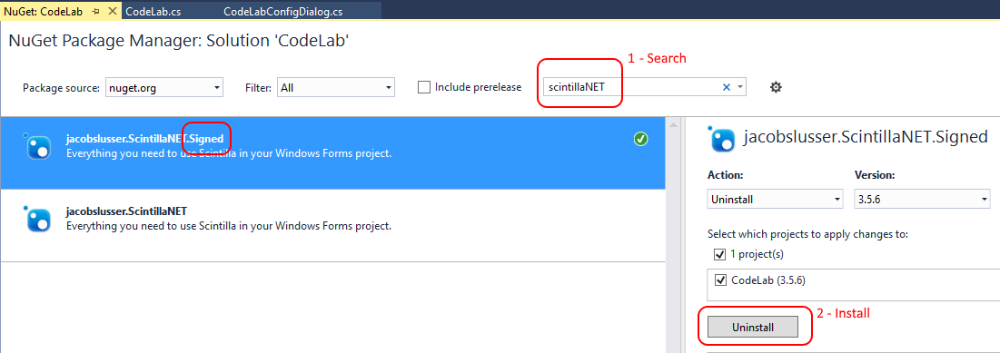 NuGet: CodeLab
CodeLab.cs
CodeLabConfigDialog.cs
NuGet Package Manager: Solution 'CodeLab'
1 - Search
Package source: nuget.org
Filter: All
Include prerelease
scintillaNET
jacobslusser.ScintillaNET.Signed
Everything you need to use Scintilla in your Windows Forms project.
jacobslusser.ScintillaNET
Everything you need to use Scintilla in your Windows Forms project.
jacobslusser.ScintillaNET.Signed
Action: Version:
Uninstall 3.5.6
Select which projects to apply changes to:
1 project(s)
CodeLab (3.5.6)
2 - Install
Uninstall